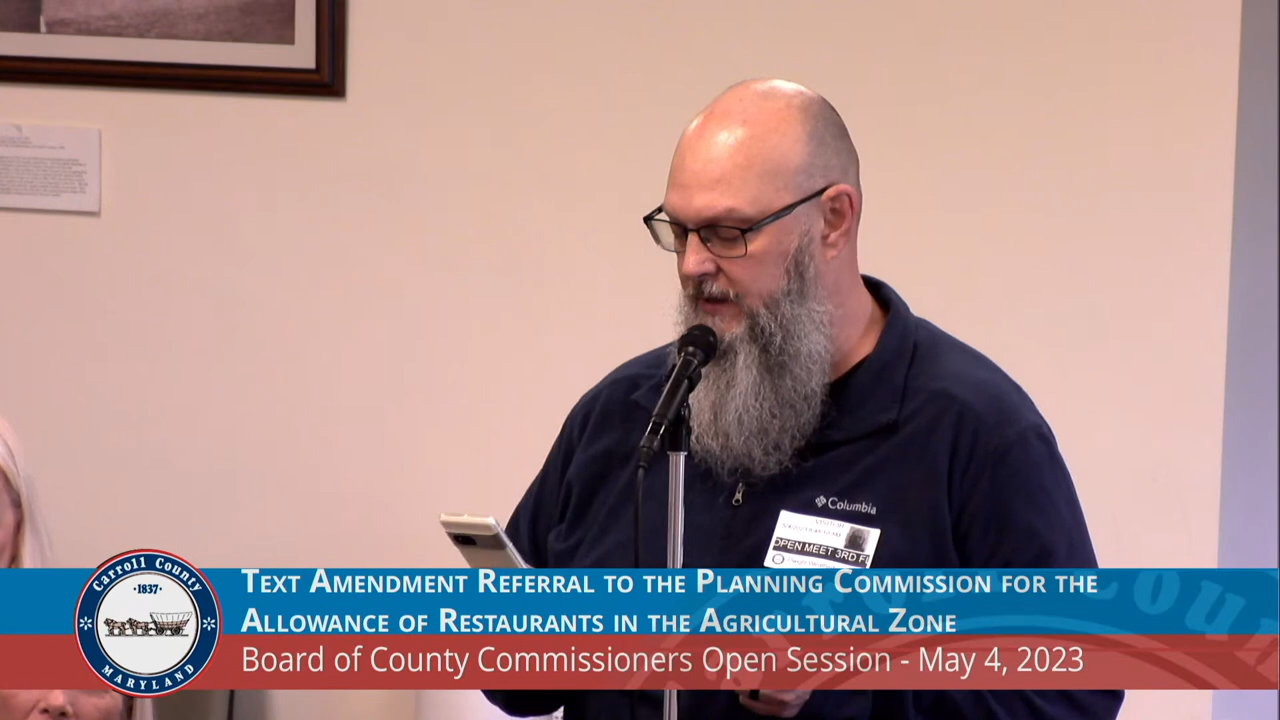 Columbia
VISITOR
OPEN MEET 3RD FL
Carroll County
·1837·
MARYLAND
TEXT AMENDMENT REFERRAL TO THE PLANNING COMMISSION FOR THE
ALLOWANCE OF RESTAURANTS IN THE AGRICULTURAL ZONE
Board of County Commissioners Open Session - May 4, 2023